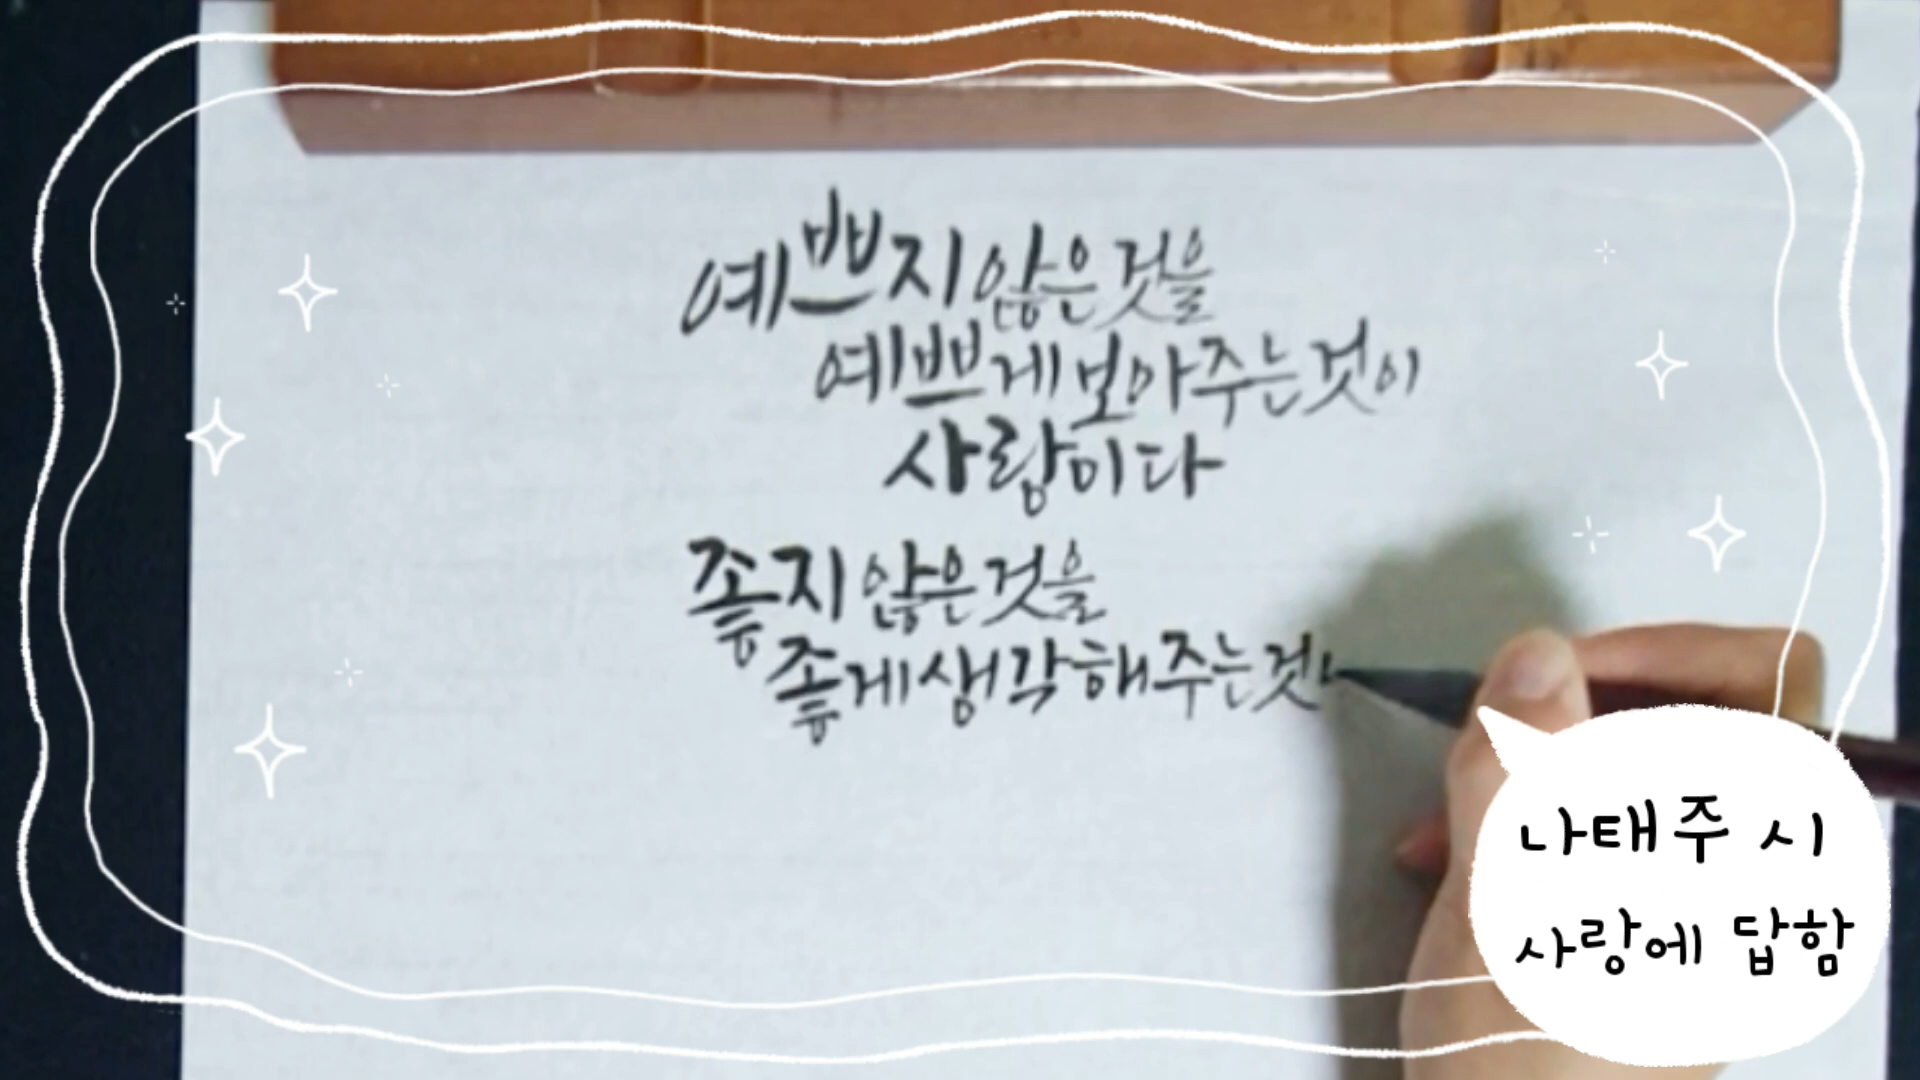 예쁘지 않은 것을
예쁘게 보아주는 것이
사랑이다
좋지 않은 것을
좋게 생각해주는 것
나태주 시
사랑에 답함